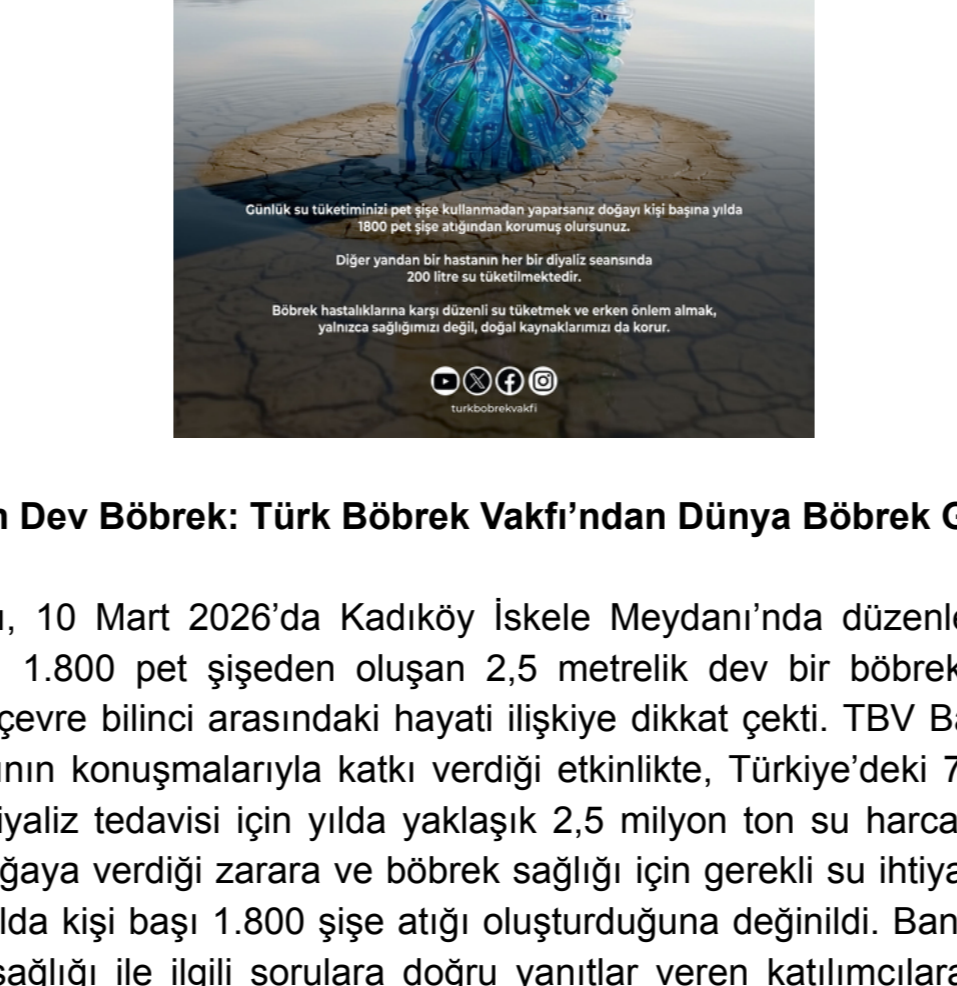 Günlük su tüketiminizi pet şişe kullanmadan yaparsanız doğayı kişi başına yılda
1800 pet şişe atığından korumuş olursunuz.
Diğer yandan bir hastanın her bir diyaliz seansında
200 litre su tüketilmektedir.
Böbrek hastalıklarına karşı düzenli su tüketmek ve erken önlem almak,
yalnızca sağlığımızı değil, doğal kaynaklarımızı da korur.
turkbobrekvakfi
Dev Böbrek: Türk Böbrek Vakfı’ndan Dünya Böbrek
10 Mart 2026’da Kadıköy İskele Meydanı’nda düzenle
1.800 pet şişeden oluşan 2,5 metrelik dev bir böbrek
çevre bilinci arasındaki hayati ilişkiye dikkat çekti. TBV Ba
nın konuşmalarıyla katkı verdiği etkinlikte, Türkiye’deki 7
iyaliz tedavisi için yılda yaklaşık 2,5 milyon ton su harca
ğaya verdiği zarara ve böbrek sağlığı için gerekli su ihtiya
lda kişi başı 1.800 şişe atığı oluşturduğuna değinildi. Ban
sağlığı ile ilgili sorulara doğru yanıtlar veren katılımcılara